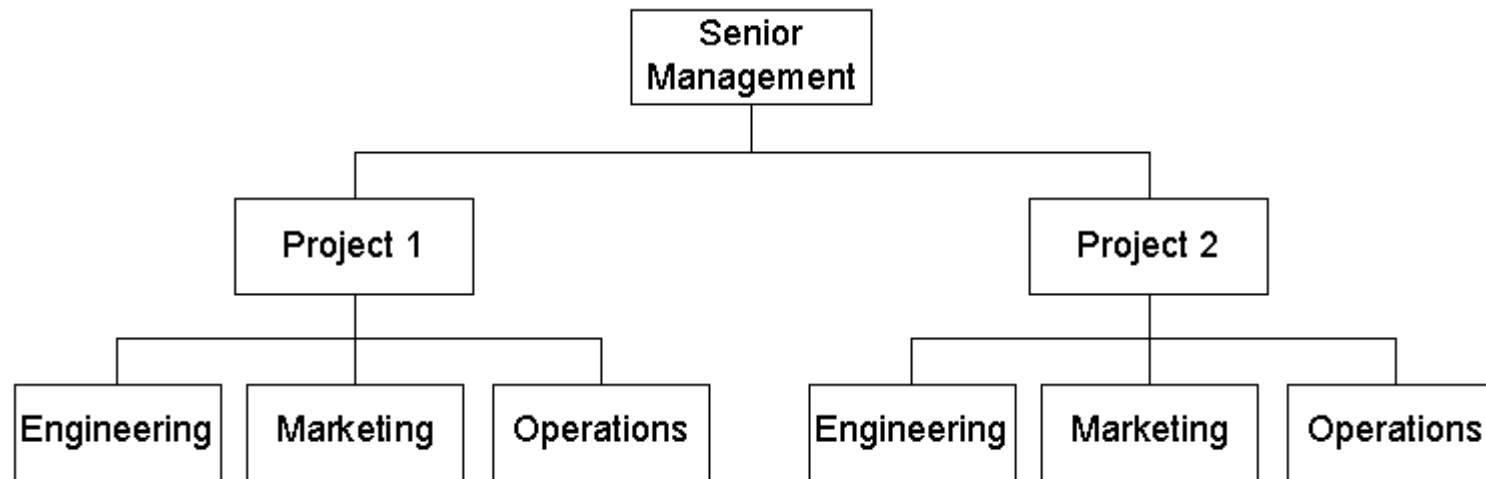 Senior
Management
Project 1
Project 2
Engineering
Marketing
Operations
Engineering
Marketing
Operations